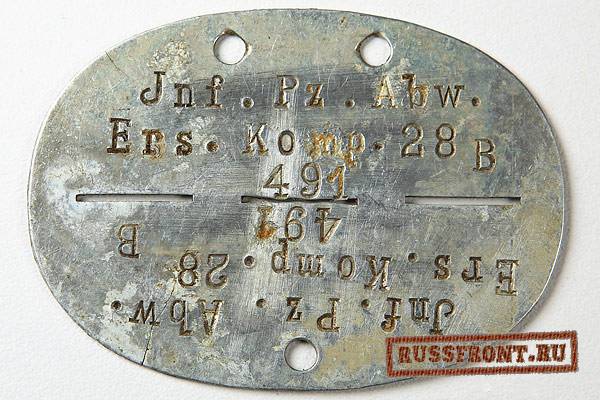 Jnf. Pz. Abw.
Ers. Komp. 28 B
491
491
Ers. Komp. 28 B
Jnf. Pz. Abw.
RUSSFRONT.RU